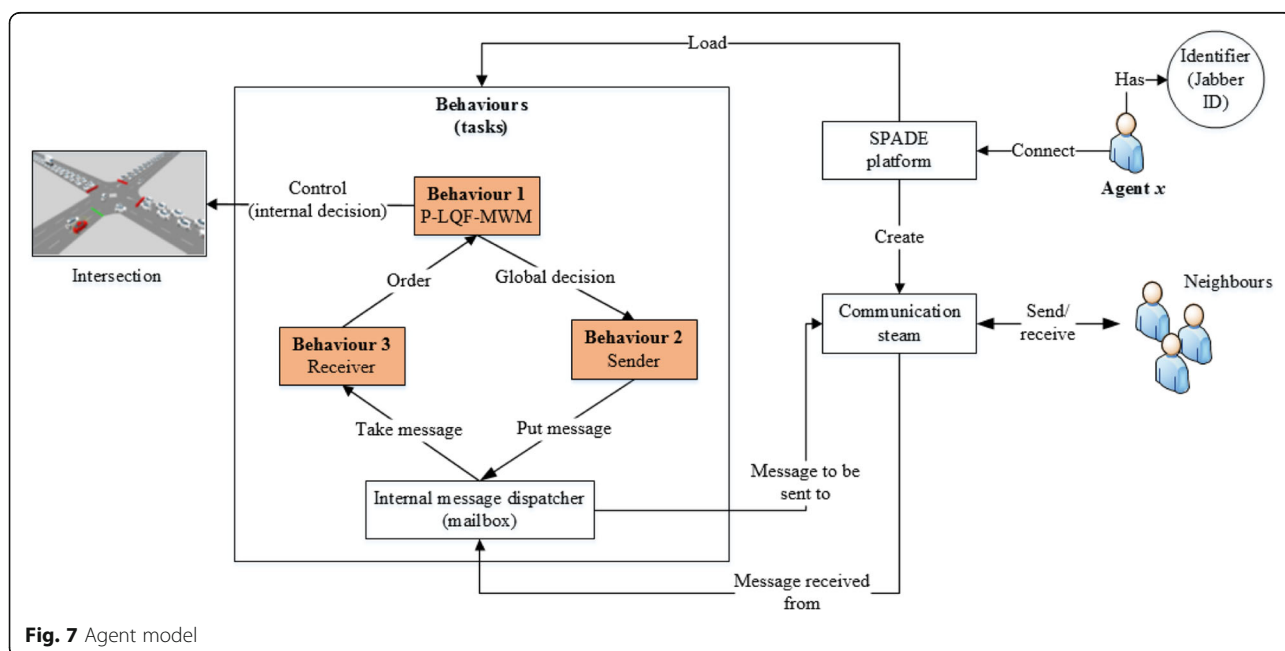 Load
Identifier
(Jabber
ID)
Has
Behaviours
(tasks)
SPADE
platform
Connect
Agent x
Control
(internal decision)
Behaviour 1
P-LQF-MWM
Intersection
Create
Order
Global decision
Neighbours
Communication
steam
Send/
receive
Behaviour 3
Receiver
Behaviour 2
Sender
Take message
Put message
Message to be
sent to
Internal message dispatcher
(mailbox)
Message received
from
Fig. 7 Agent model